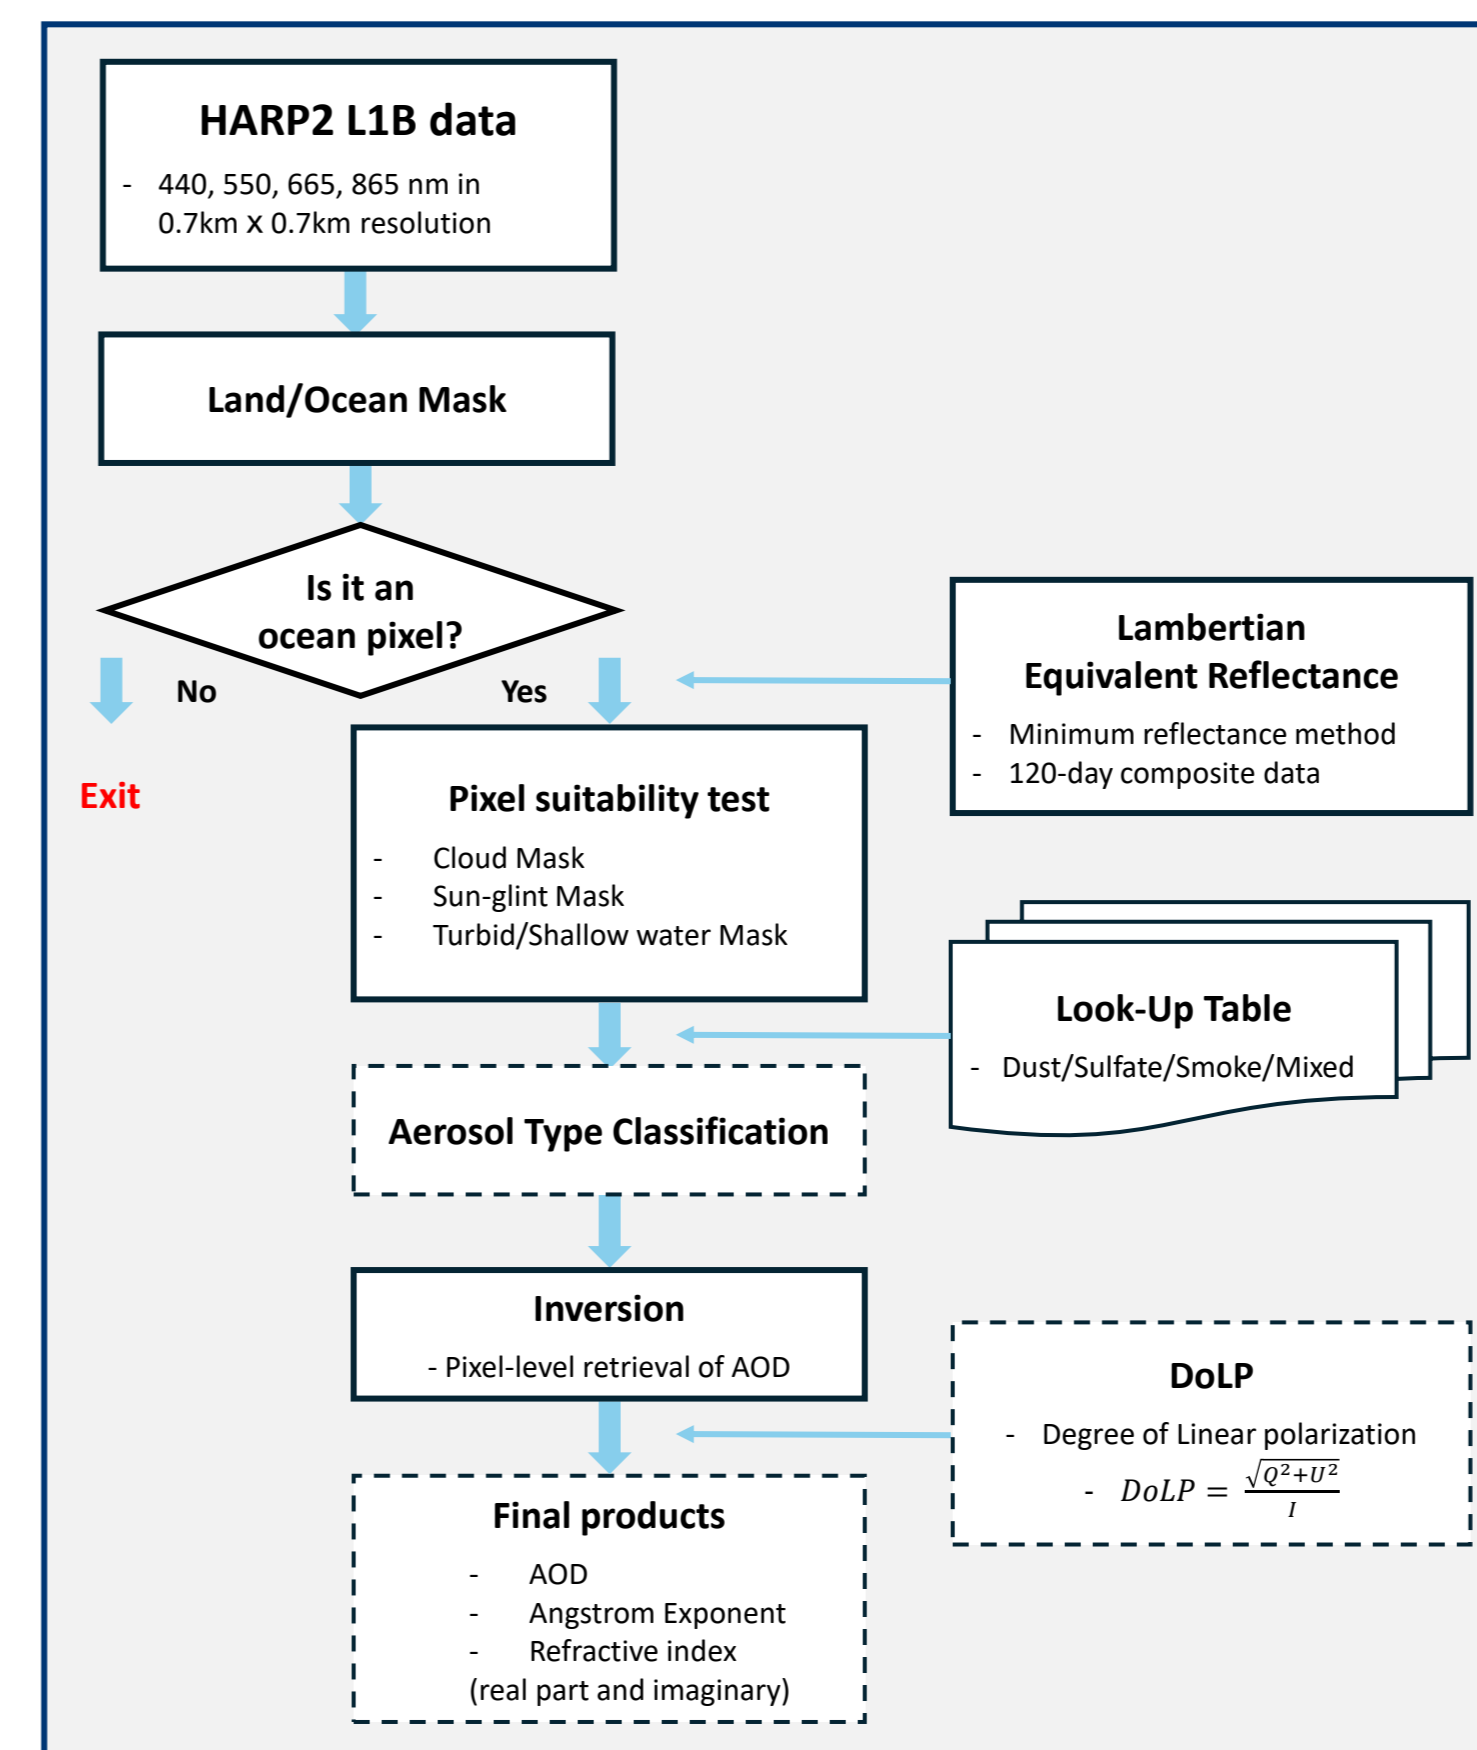 HARP2 L1B data
- 440, 550, 665, 865 nm in
0.7km x 0.7km resolution
Land/Ocean Mask
Is it an
ocean pixel?
No
Yes
Exit
Lambertian
Equivalent Reflectance
- Minimum reflectance method
- 120-day composite data
Pixel suitability test
- Cloud Mask
- Sun-glint Mask
- Turbid/Shallow water Mask
Look-Up Table
- Dust/Sulfate/Smoke/Mixed
Aerosol Type Classification
Inversion
- Pixel-level retrieval of AOD
DoLP
- Degree of Linear polarization
- DoLP = √(Q²+U²) / I
Final products
- AOD
- Angstrom Exponent
- Refractive index
(real part and imaginary)